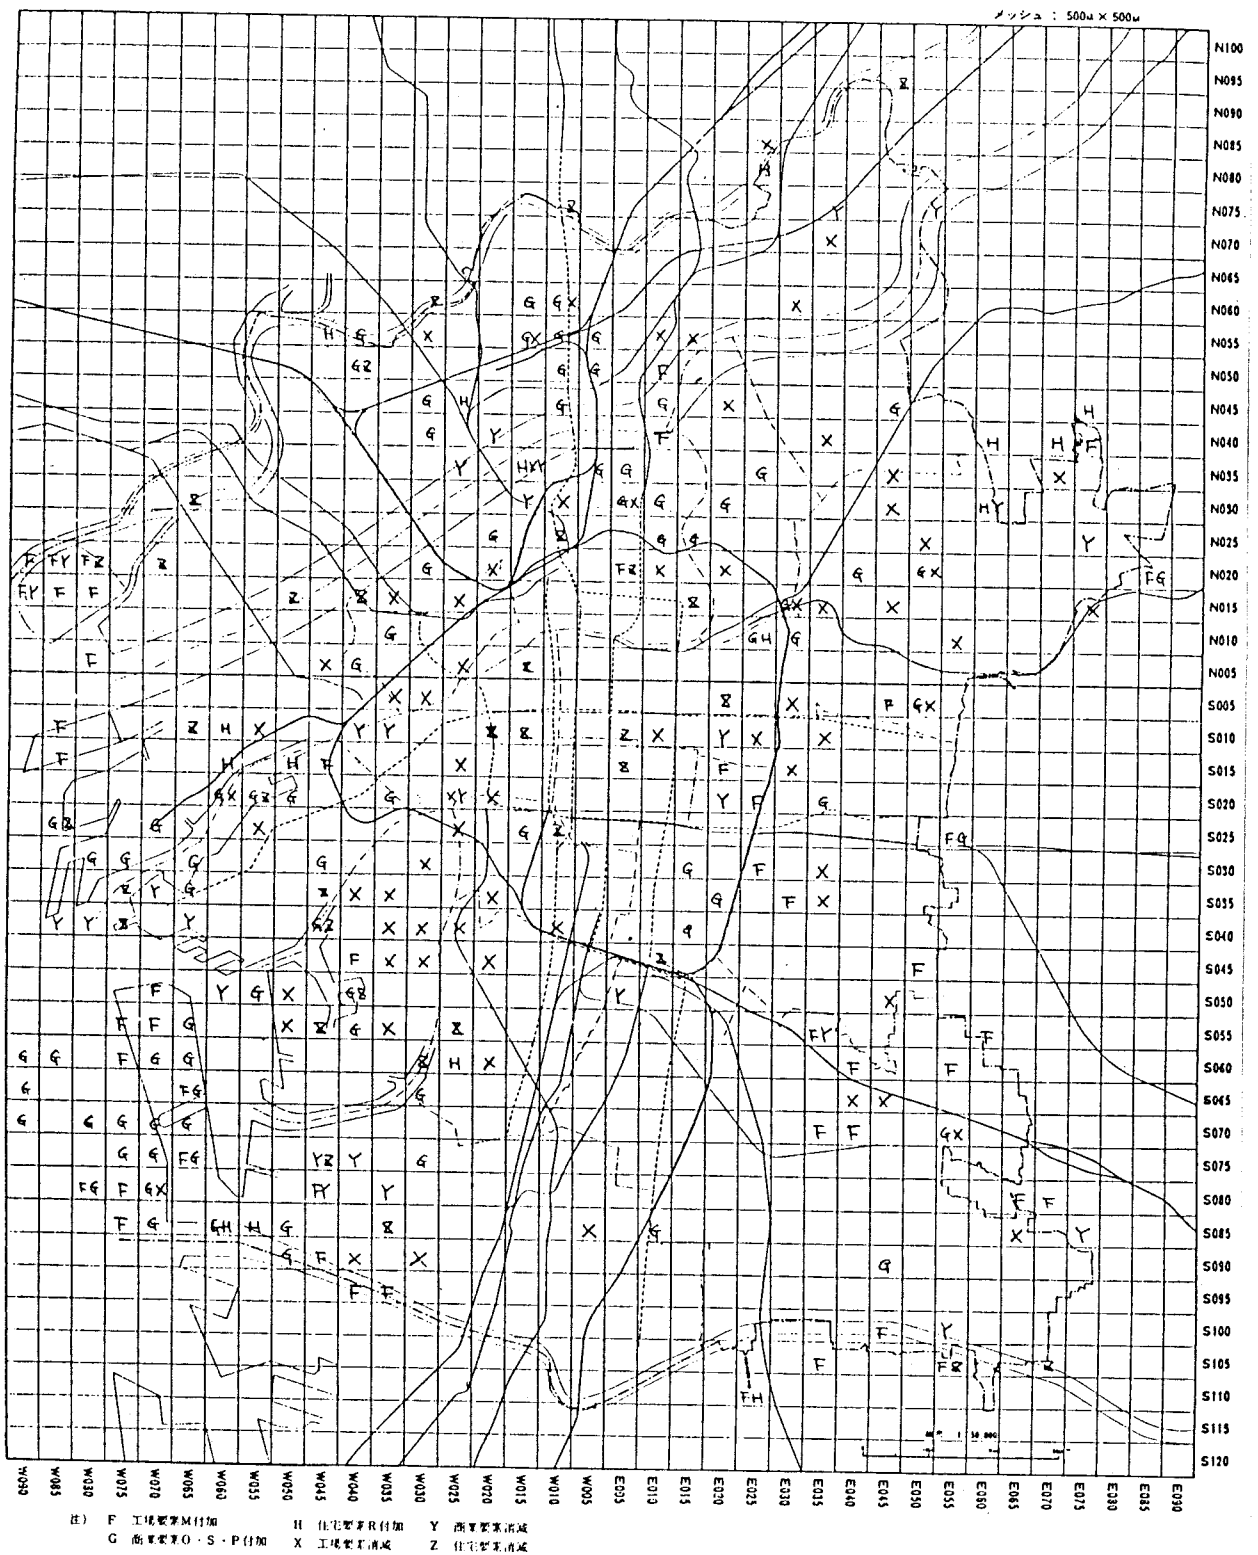 メッシュ : 500M × 500M
N100
Z
N095
N090
X
N085
H
N080
Z Y Y
N075
X
N070
N065
Z G G X X
N060
H G X G X G G X X
N055
G Z G G F
N050
G H G G X G H
N045
G Y F X H H F
N040
Y H X Y G G G X X
N035
Z Y X G X G G X H Y
N030
G Z G G X Y
N025
F F Y F Z Z G X F Z X X G G X F G
N020
F Y F F Z Z X X Z G X X X X
N015
G G H G X
N010
F X G X Z
N005
X X Z X F G X
S005
F Z H X Y Y Z Z Z X Y X X
S010
F H H F X Z F X
S015
G X G Z G G X Y X Y F G
S020
G Z G X X G Z
S025
F G
G G G G X G F X
S030
Z Y G Z X X X G F X
S035
Y Y Z Y G Z X X X X G
S040
F X X X Z F
S045
F Y G X G Z Y X
S050
F F G X Z G X Z F Y F
S055
G G F G G Z H X F F
S060
G F G G X X
S065
G G G G G F F G X
S070
G G F G Y Z Y G
S075
F G F G X F Y Y F F
S080
F G G H H G Z X G X Y
S085
G F X X G
S090
F F
S095
F Y
S100
F F Z Z
S105
F H
S110
S115
S120
W090 W085 W080 W075 W070 W065 W060 W055 W050 W045 W040 W035 W030 W025 W020 W015 W010 W005 E005 E010 E015 E020 E025 E030 E035 E040 E045 E050 E055 E060 E065 E070 E075 E080 E085 E090
注) F 工場要素M付加 H 住宅要素R付加 Y 商業要素消滅
G 商業要素O・S・P付加 X 工場要素消滅 Z 住宅要素消滅